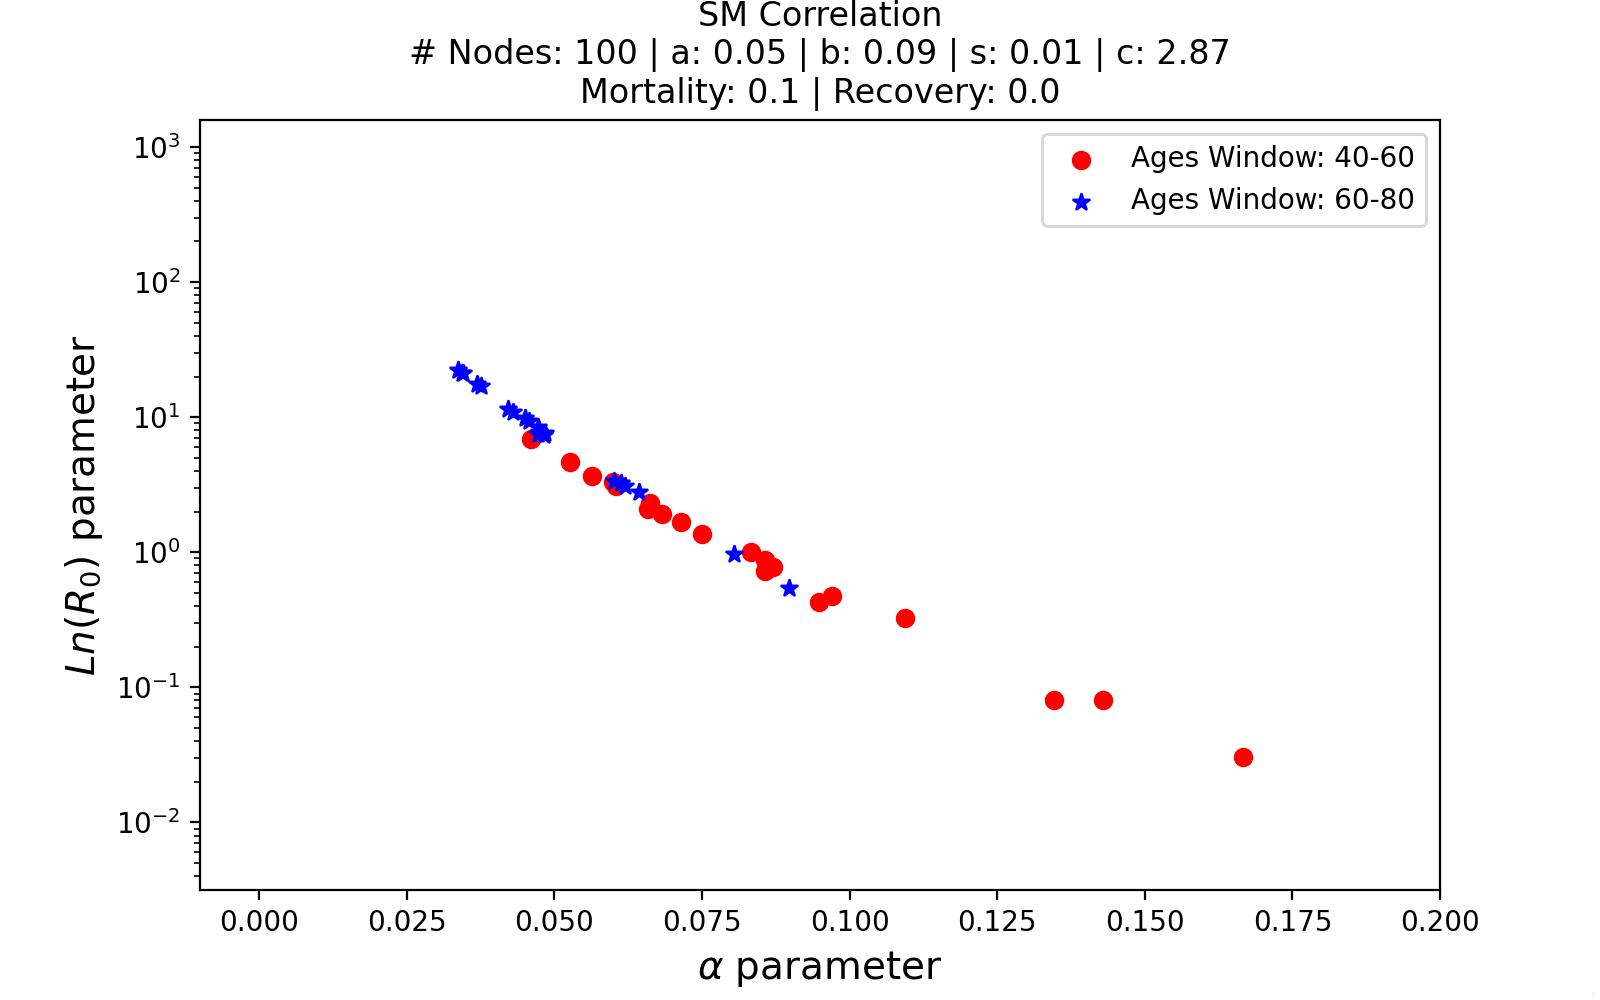 SM Correlation
# Nodes: 100 | a: 0.05 | b: 0.09 | s: 0.01 | c: 2.87
Mortality: 0.1 | Recovery: 0.0
Ages Window: 40-60
Ages Window: 60-80
10³
10²
10¹
10⁰
10⁻¹
10⁻²
Ln(R₀) parameter
0.000 0.025 0.050 0.075 0.100 0.125 0.150 0.175 0.200
α parameter